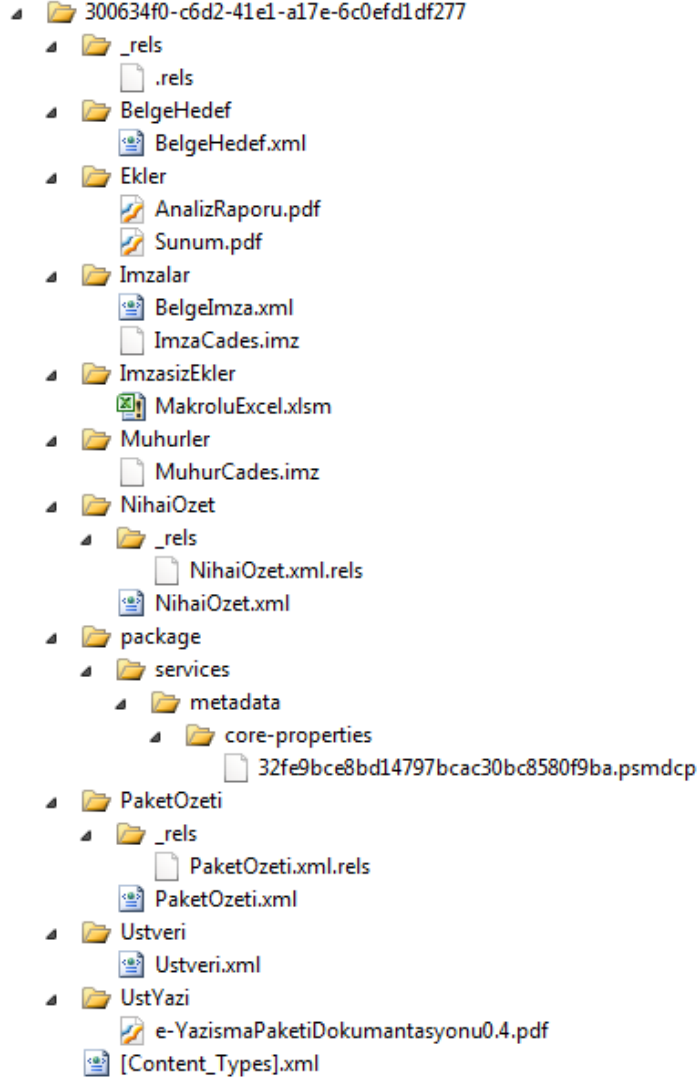 300634f0-c6d2-41e1-a17e-6c0efd1df277
_rels
.rels
BelgeHedef
BelgeHedef.xml
Ekler
AnalizRaporu.pdf
Sunum.pdf
Imzalar
BelgeImza.xml
ImzaCades.imz
ImzasizEkler
MakroluExcel.xlsm
Muhurler
MuhurCades.imz
NihaiOzet
_rels
NihaiOzet.xml.rels
NihaiOzet.xml
package
services
metadata
core-properties
32fe9bce8bd14797bcac30bc8580f9ba.psmdcp
PaketOzeti
_rels
PaketOzeti.xml.rels
PaketOzeti.xml
Ustveri
Ustveri.xml
UstYazi
e-YazismaPaketiDokumantasyonu0.4.pdf
[Content_Types].xml